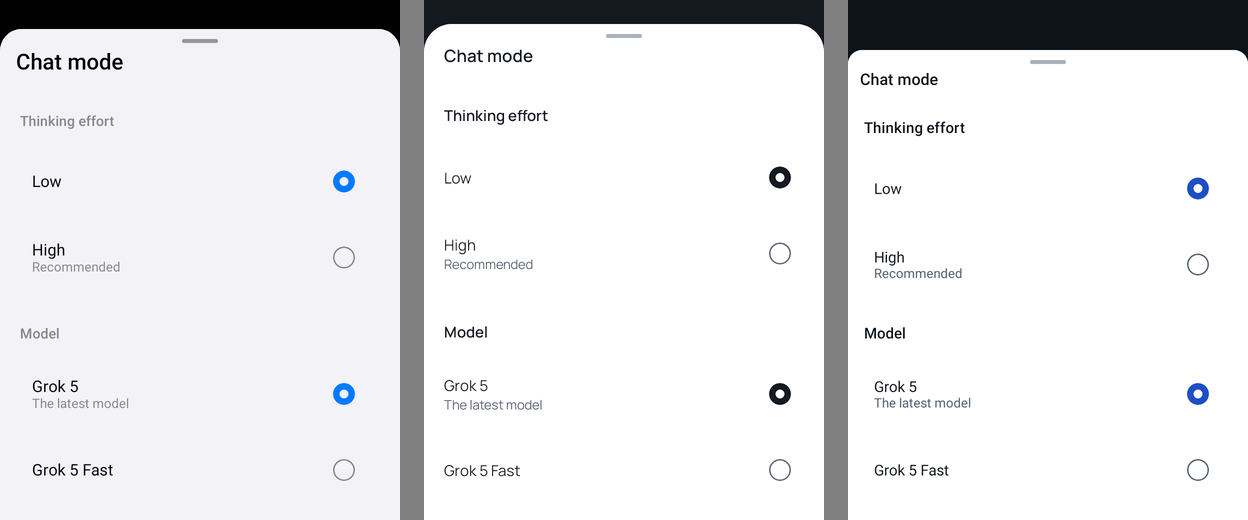 Chat mode
Thinking effort
Low
High
Recommended
Model
Grok 5
The latest model
Grok 5 Fast
Chat mode
Thinking effort
Low
High
Recommended
Model
Grok 5
The latest model
Grok 5 Fast
Chat mode
Thinking effort
Low
High
Recommended
Model
Grok 5
The latest model
Grok 5 Fast